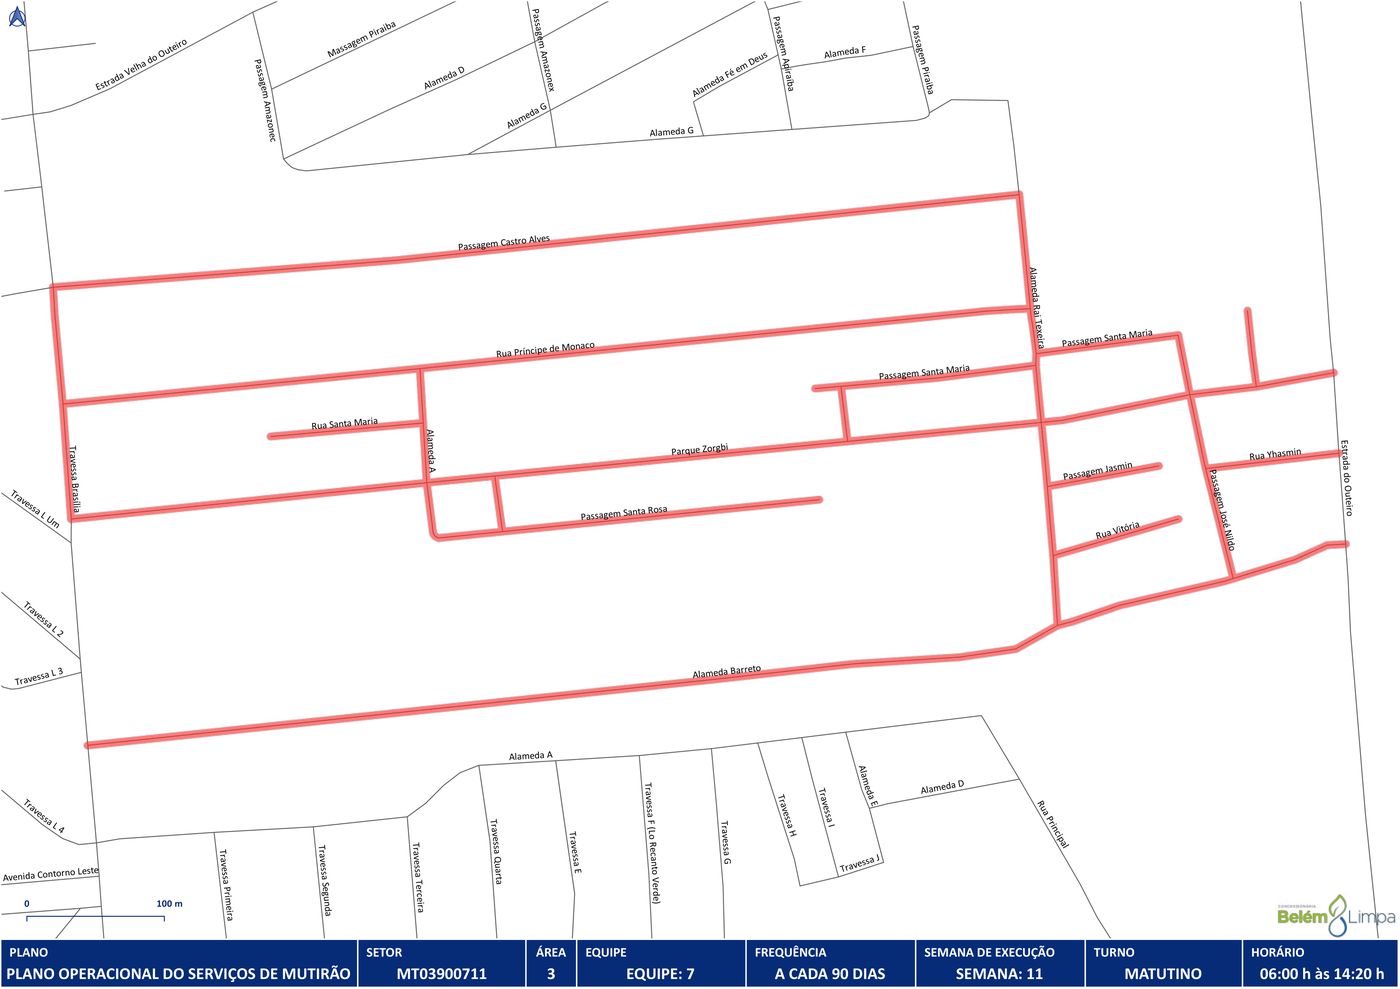 Estrada Velha do Outeiro
Passagem Amazonec
Massagem Piraiba
Alameda D
Passagem Amazonex
Alameda G
Alameda Fé em Deus
Passagem Apiraiba
Alameda F
Passagem Piraiba
Alameda G
Passagem Castro Alves
Alameda Rai Texeira
Rua Príncipe de Monaco
Passagem Santa Maria
Passagem Santa Maria
Rua Santa Maria
Alameda A
Parque Zorgbi
Travessa Brasília
Passagem Santa Rosa
Passagem Jasmin
Rua Vitória
Passagem José Nildo
Rua Yhasmin
Estrada do Outeiro
Travessa L Um
Travessa L 2
Travessa L 3
Alameda Barreto
Travessa L 4
Alameda A
Avenida Contorno Leste
Travessa Primeira
Travessa Segunda
Travessa Terceira
Travessa Quarta
Travessa E
Travessa F (Lo Recanto Verde)
Travessa G
Travessa H
Travessa I
Travessa J
Alameda E
Alameda D
Rua Principal
0 100 m
CONCESSIONÁRIA
Belém Limpa
PLANO
PLANO OPERACIONAL DO SERVIÇOS DE MUTIRÃO
SETOR
MT03900711
ÁREA
3
EQUIPE
EQUIPE: 7
FREQUÊNCIA
A CADA 90 DIAS
SEMANA DE EXECUÇÃO
SEMANA: 11
TURNO
MATUTINO
HORÁRIO
06:00 h às 14:20 h